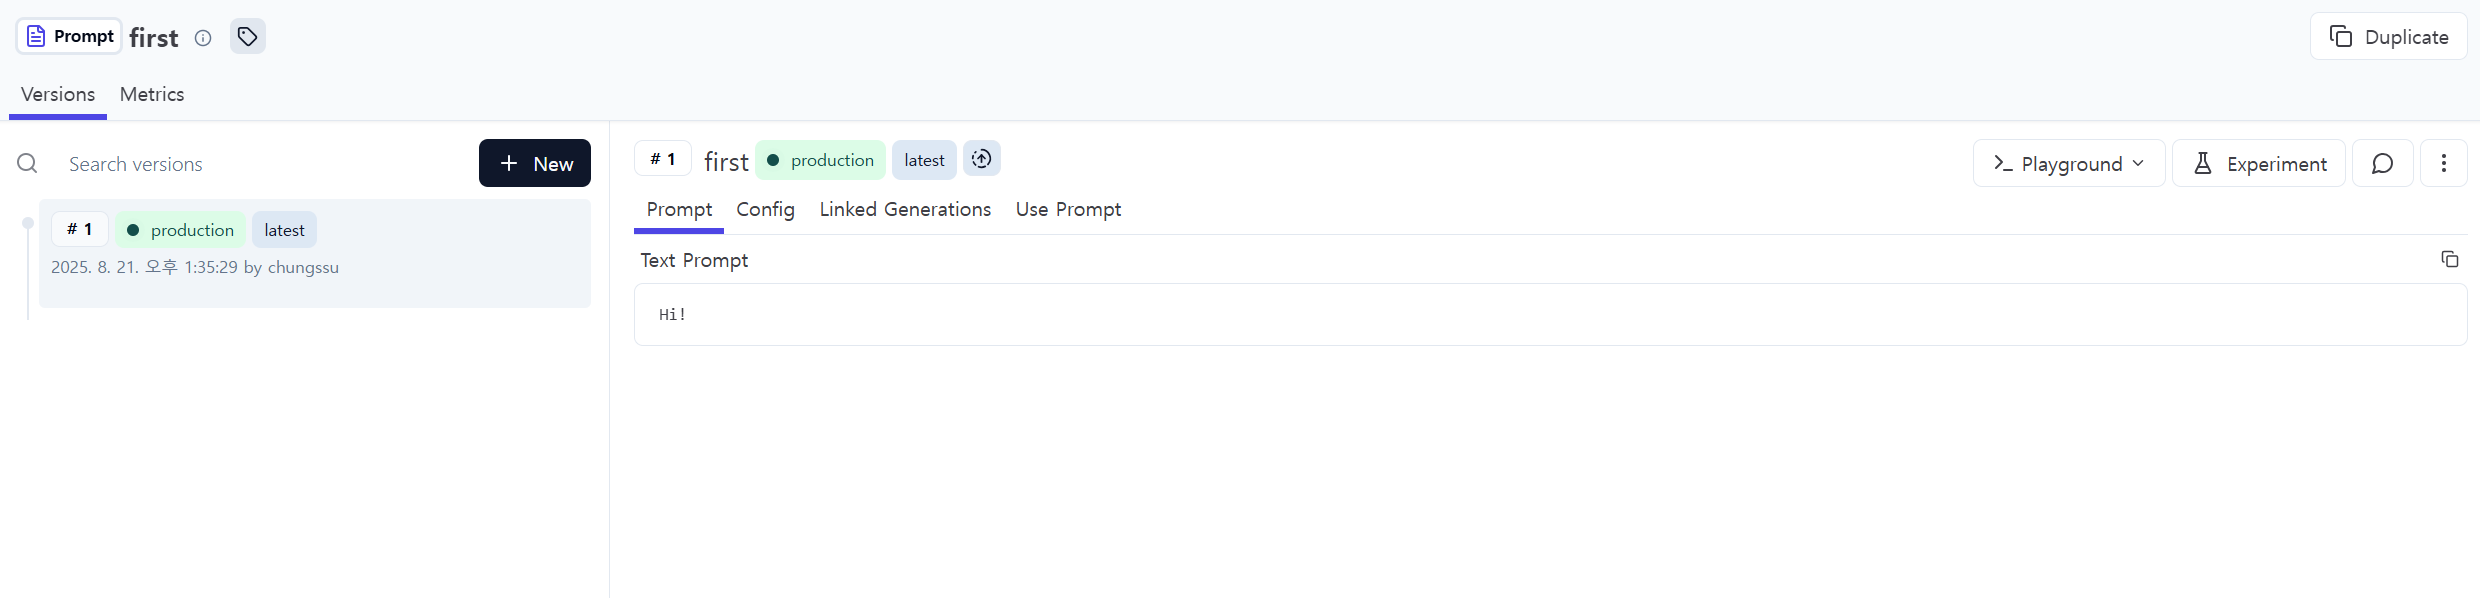 Prompt first
Duplicate
Versions Metrics
Search versions
+ New
# 1 production latest
2025. 8. 21. 오후 1:35:29 by chungssu
# 1 first production latest
Playground Experiment
Prompt Config Linked Generations Use Prompt
Text Prompt
Hi!